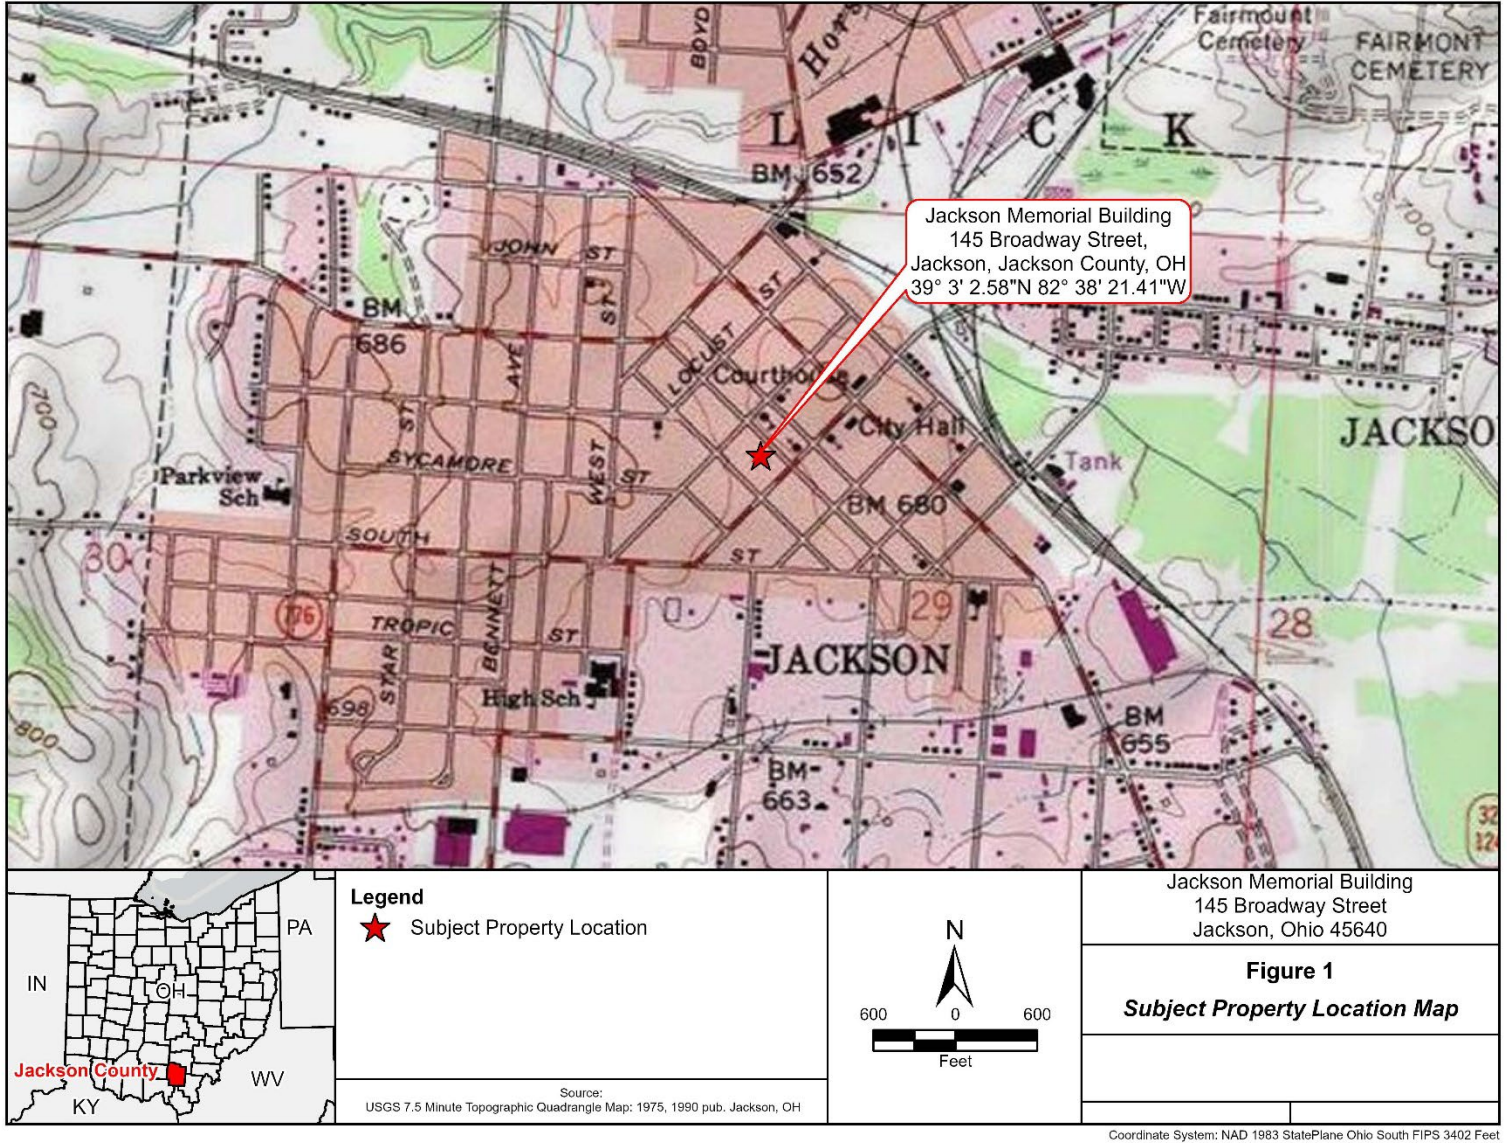 BOYD
HORS
Fairmount
Cemetery
FAIRMONT
CEMETERY
L I C K
BM 652
700
Jackson Memorial Building
145 Broadway Street,
Jackson, Jackson County, OH
39° 3' 2.58"N 82° 38' 21.41"W
JOHN ST
ST
ST
BM
686
AVE
LOCUST
Courthouse
700
ST
City Hall
JACKSO
SYCAMORE
ST
WEST
Tank
Parkview
Sch
BM 680
SOUTH
ST
30
776
29
28
TROPIC
ST
BENNETT
STAR
JACKSON
High Sch
698
800
BM
655
BM
663
32
124
IN
OH
PA
Jackson County
WV
KY
Legend
Subject Property Location
Source:
USGS 7.5 Minute Topographic Quadrangle Map: 1975, 1990 pub. Jackson, OH
N
600 0 600
Feet
Jackson Memorial Building
145 Broadway Street
Jackson, Ohio 45640
Figure 1
Subject Property Location Map
Coordinate System: NAD 1983 StatePlane Ohio South FIPS 3402 Feet